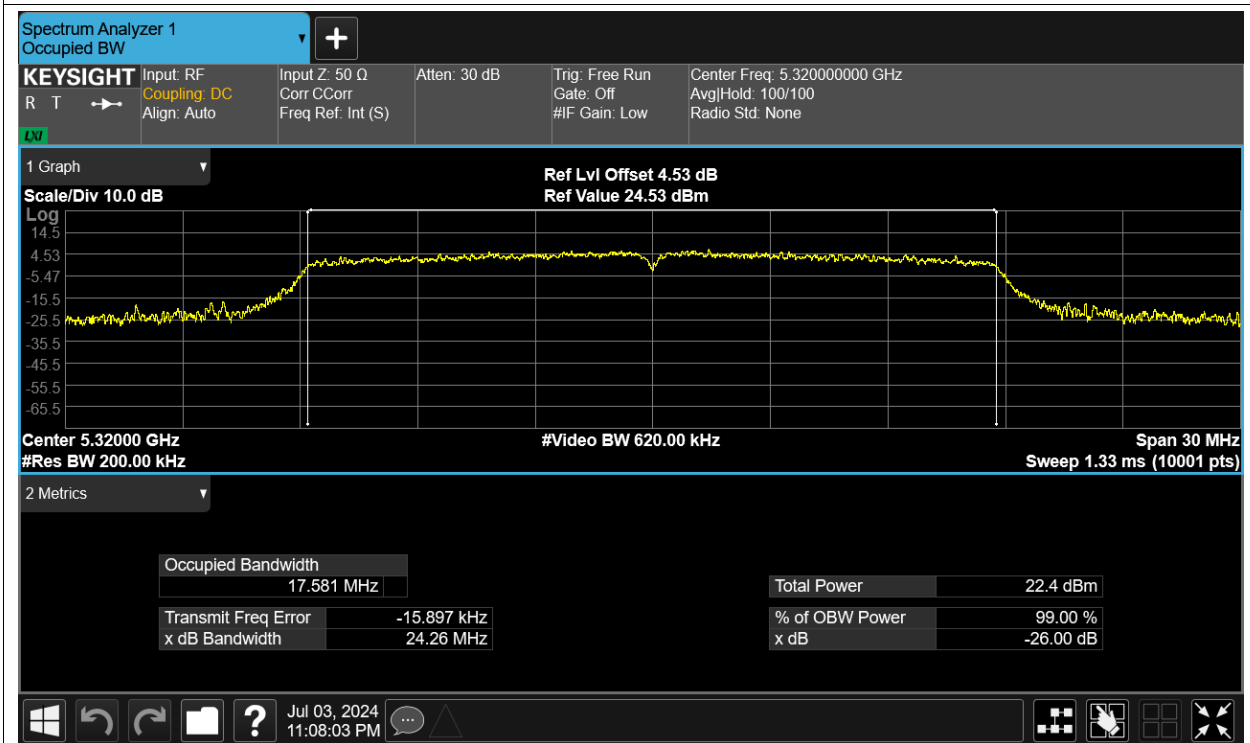 Spectrum Analyzer 1
Occupied BW
KEYSIGHT
R T
LXI
Input: RF
Coupling: DC
Align: Auto
Input Z: 50 Ω
Corr CCorr
Freq Ref: Int (S)
Atten: 30 dB
Trig: Free Run
Gate: Off
#IF Gain: Low
Center Freq: 5.320000000 GHz
Avg|Hold: 100/100
Radio Std: None
1 Graph
Scale/Div 10.0 dB
Ref Lvl Offset 4.53 dB
Ref Value 24.53 dBm
Log
14.5
4.53
-5.47
-15.5
-25.5
-35.5
-45.5
-55.5
-65.5
Center 5.32000 GHz
#Video BW 620.00 kHz
Span 30 MHz
#Res BW 200.00 kHz
Sweep 1.33 ms (10001 pts)
2 Metrics
Occupied Bandwidth
17.581 MHz
Total Power 22.4 dBm
Transmit Freq Error -15.897 kHz
% of OBW Power 99.00 %
x dB Bandwidth 24.26 MHz
x dB -26.00 dB
?
Jul 03, 2024
11:08:03 PM